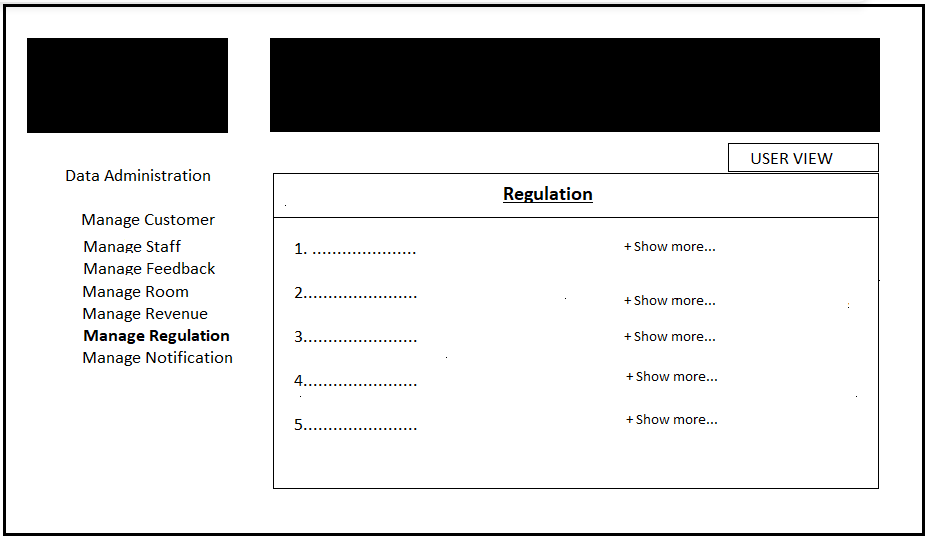 USER VIEW
Data Administration
Manage Customer
Manage Staff
Manage Feedback
Manage Room
Manage Revenue
Manage Regulation
Manage Notification
Regulation
1. ..................... + Show more...
2....................... + Show more...
3....................... + Show more...
4....................... + Show more...
5....................... + Show more...